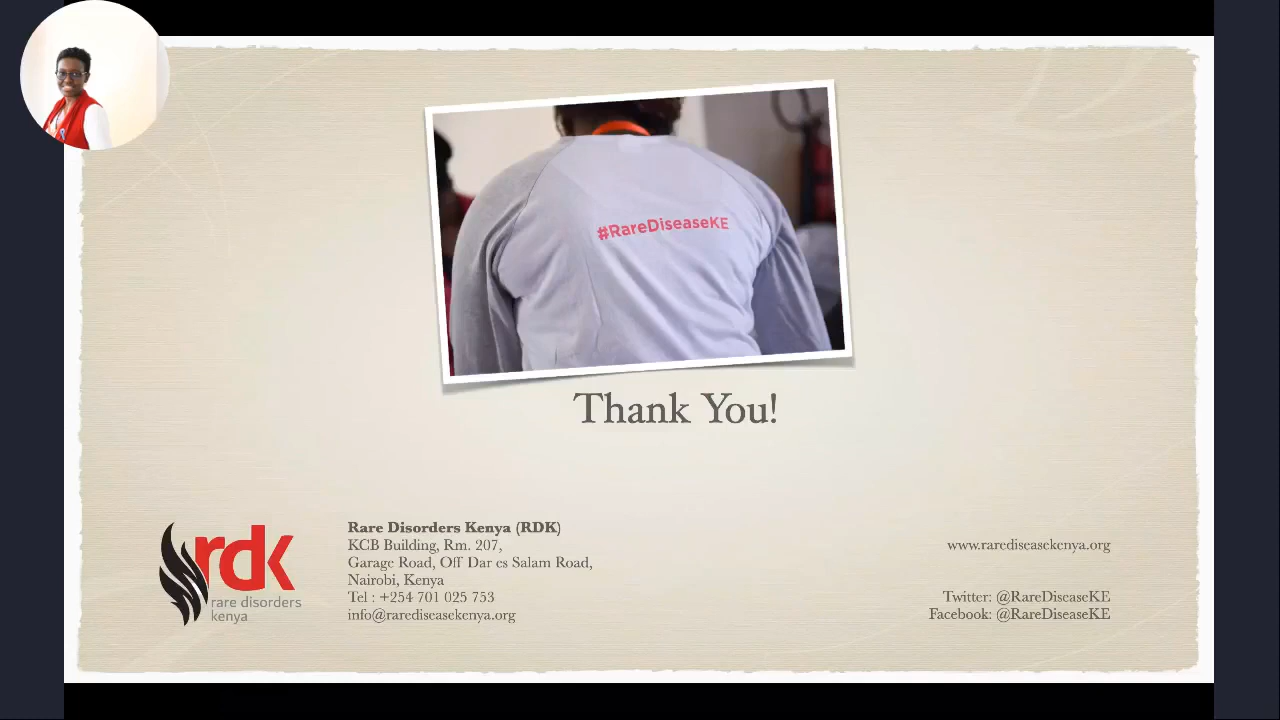 #RareDiseaseKE
Thank You!
rdk
rare disorders
kenya
Rare Disorders Kenya (RDK)
KCB Building, Rm. 207,
Garage Road, Off Dar es Salam Road,
Nairobi, Kenya
Tel : +254 701 025 753
info@rarediseasekenya.org
www.rarediseasekenya.org
Twitter: @RareDiseaseKE
Facebook: @RareDiseaseKE